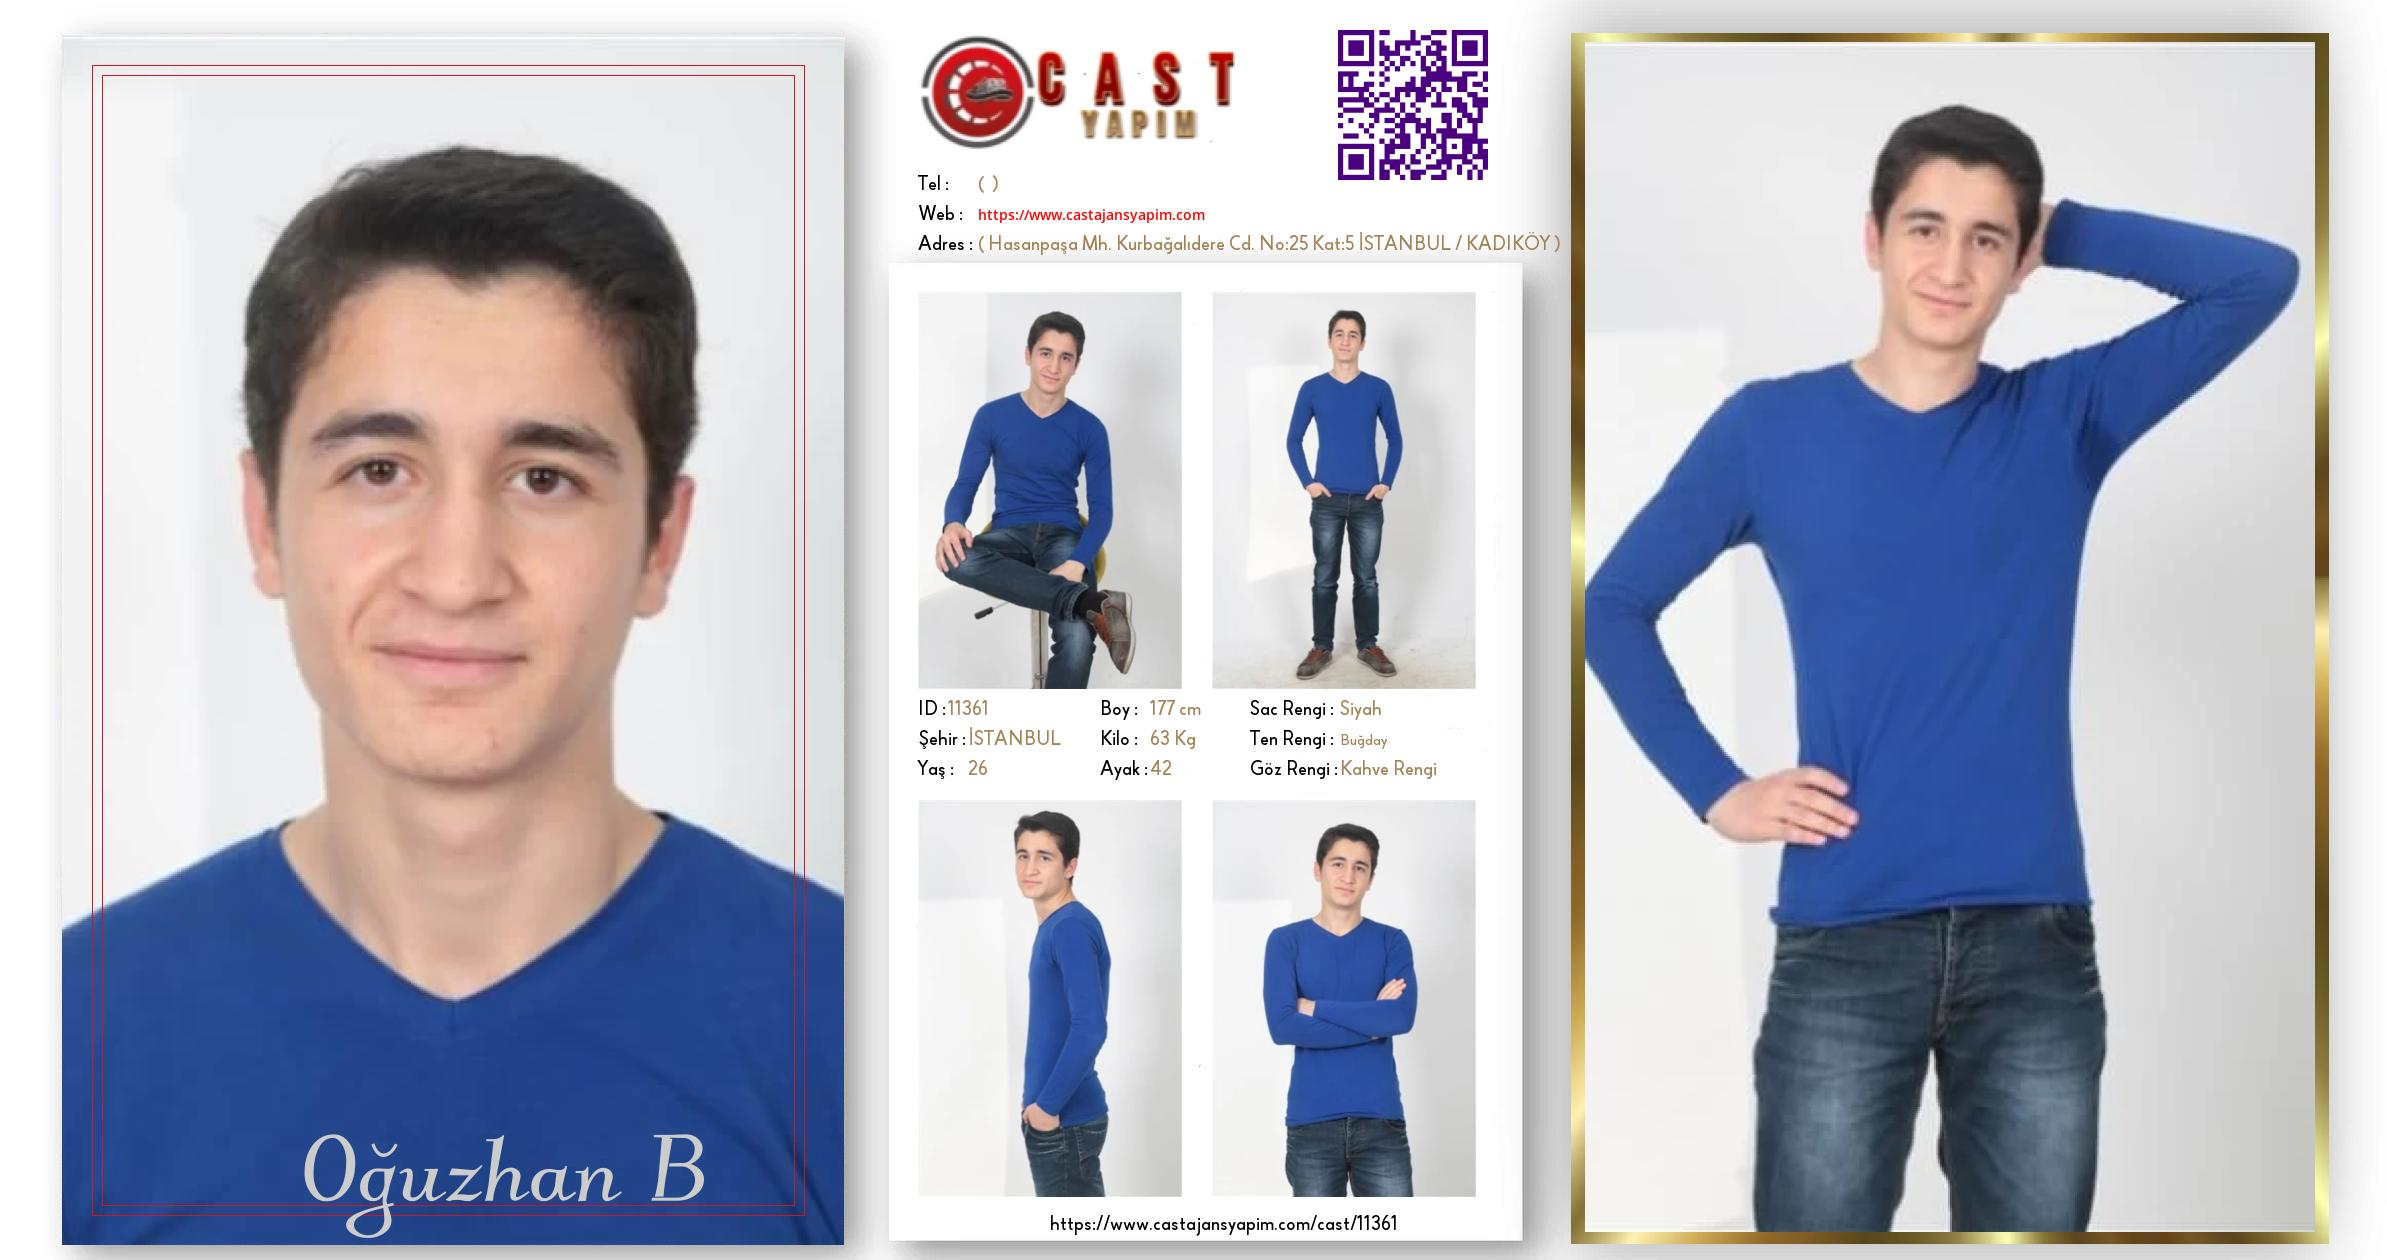 CAST
YAPIM
Tel : ( )
Web : https://www.castajansyapim.com
Adres : ( Hasanpaşa Mh. Kurbağalıdere Cd. No:25 Kat:5 İSTANBUL / KADIKÖY )
ID : 11361 Boy : 177 cm Sac Rengi : Siyah
Şehir : İSTANBUL Kilo : 63 Kg Ten Rengi : Buğday
Yaş : 26 Ayak : 42 Göz Rengi : Kahve Rengi
Oğuzhan B
https://www.castajansyapim.com/cast/11361